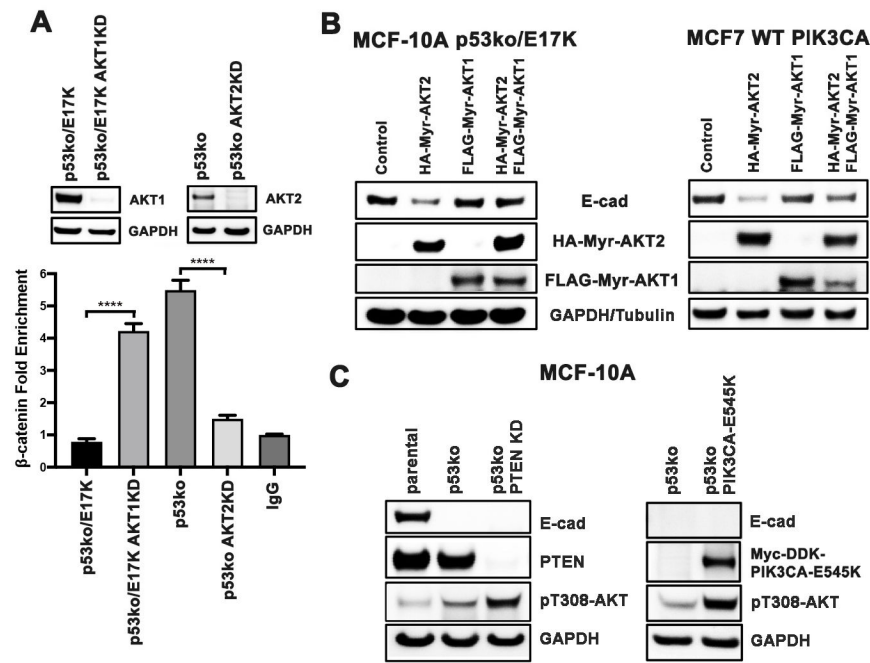 A
p53ko/E17K
p53ko/E17K AKT1KD
p53ko
p53ko AKT2KD
AKT1
AKT2
GAPDH
GAPDH
β-catenin Fold Enrichment
6
5
4
3
2
1
0
****
****
p53ko/E17K
p53ko/E17K AKT1KD
p53ko
p53ko AKT2KD
IgG
B
MCF-10A p53ko/E17K
MCF7 WT PIK3CA
Control
HA-Myr-AKT2
FLAG-Myr-AKT1
HA-Myr-AKT2
FLAG-Myr-AKT1
Control
HA-Myr-AKT2
FLAG-Myr-AKT1
HA-Myr-AKT2
FLAG-Myr-AKT1
E-cad
HA-Myr-AKT2
FLAG-Myr-AKT1
GAPDH/Tubulin
C
MCF-10A
parental
p53ko
p53ko
PTEN KD
p53ko
p53ko
PIK3CA-E545K
E-cad
PTEN
pT308-AKT
GAPDH
E-cad
Myc-DDK-
PIK3CA-E545K
pT308-AKT
GAPDH